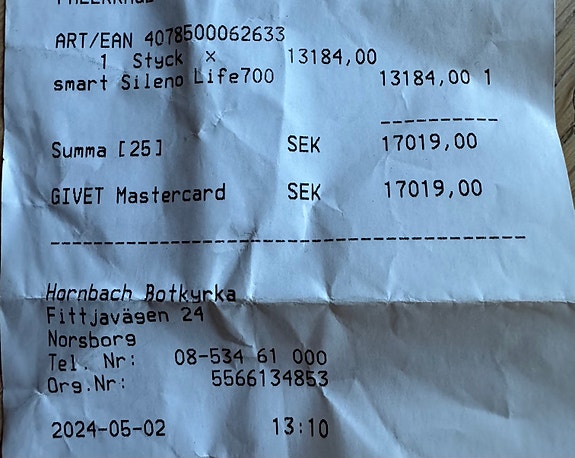 ART/EAN 4078500062633
1 Styck x 13184,00
smart Sileno Life700 13184,00 1
-----------
Summa [25] SEK 17019,00
GIVET Mastercard SEK 17019,00
---------------------------------------------
Hornbach Botkyrka
Fittjavägen 24
Norsborg
Tel. Nr: 08-534 61 000
Org.Nr: 5566134853
2024-05-02 13:10